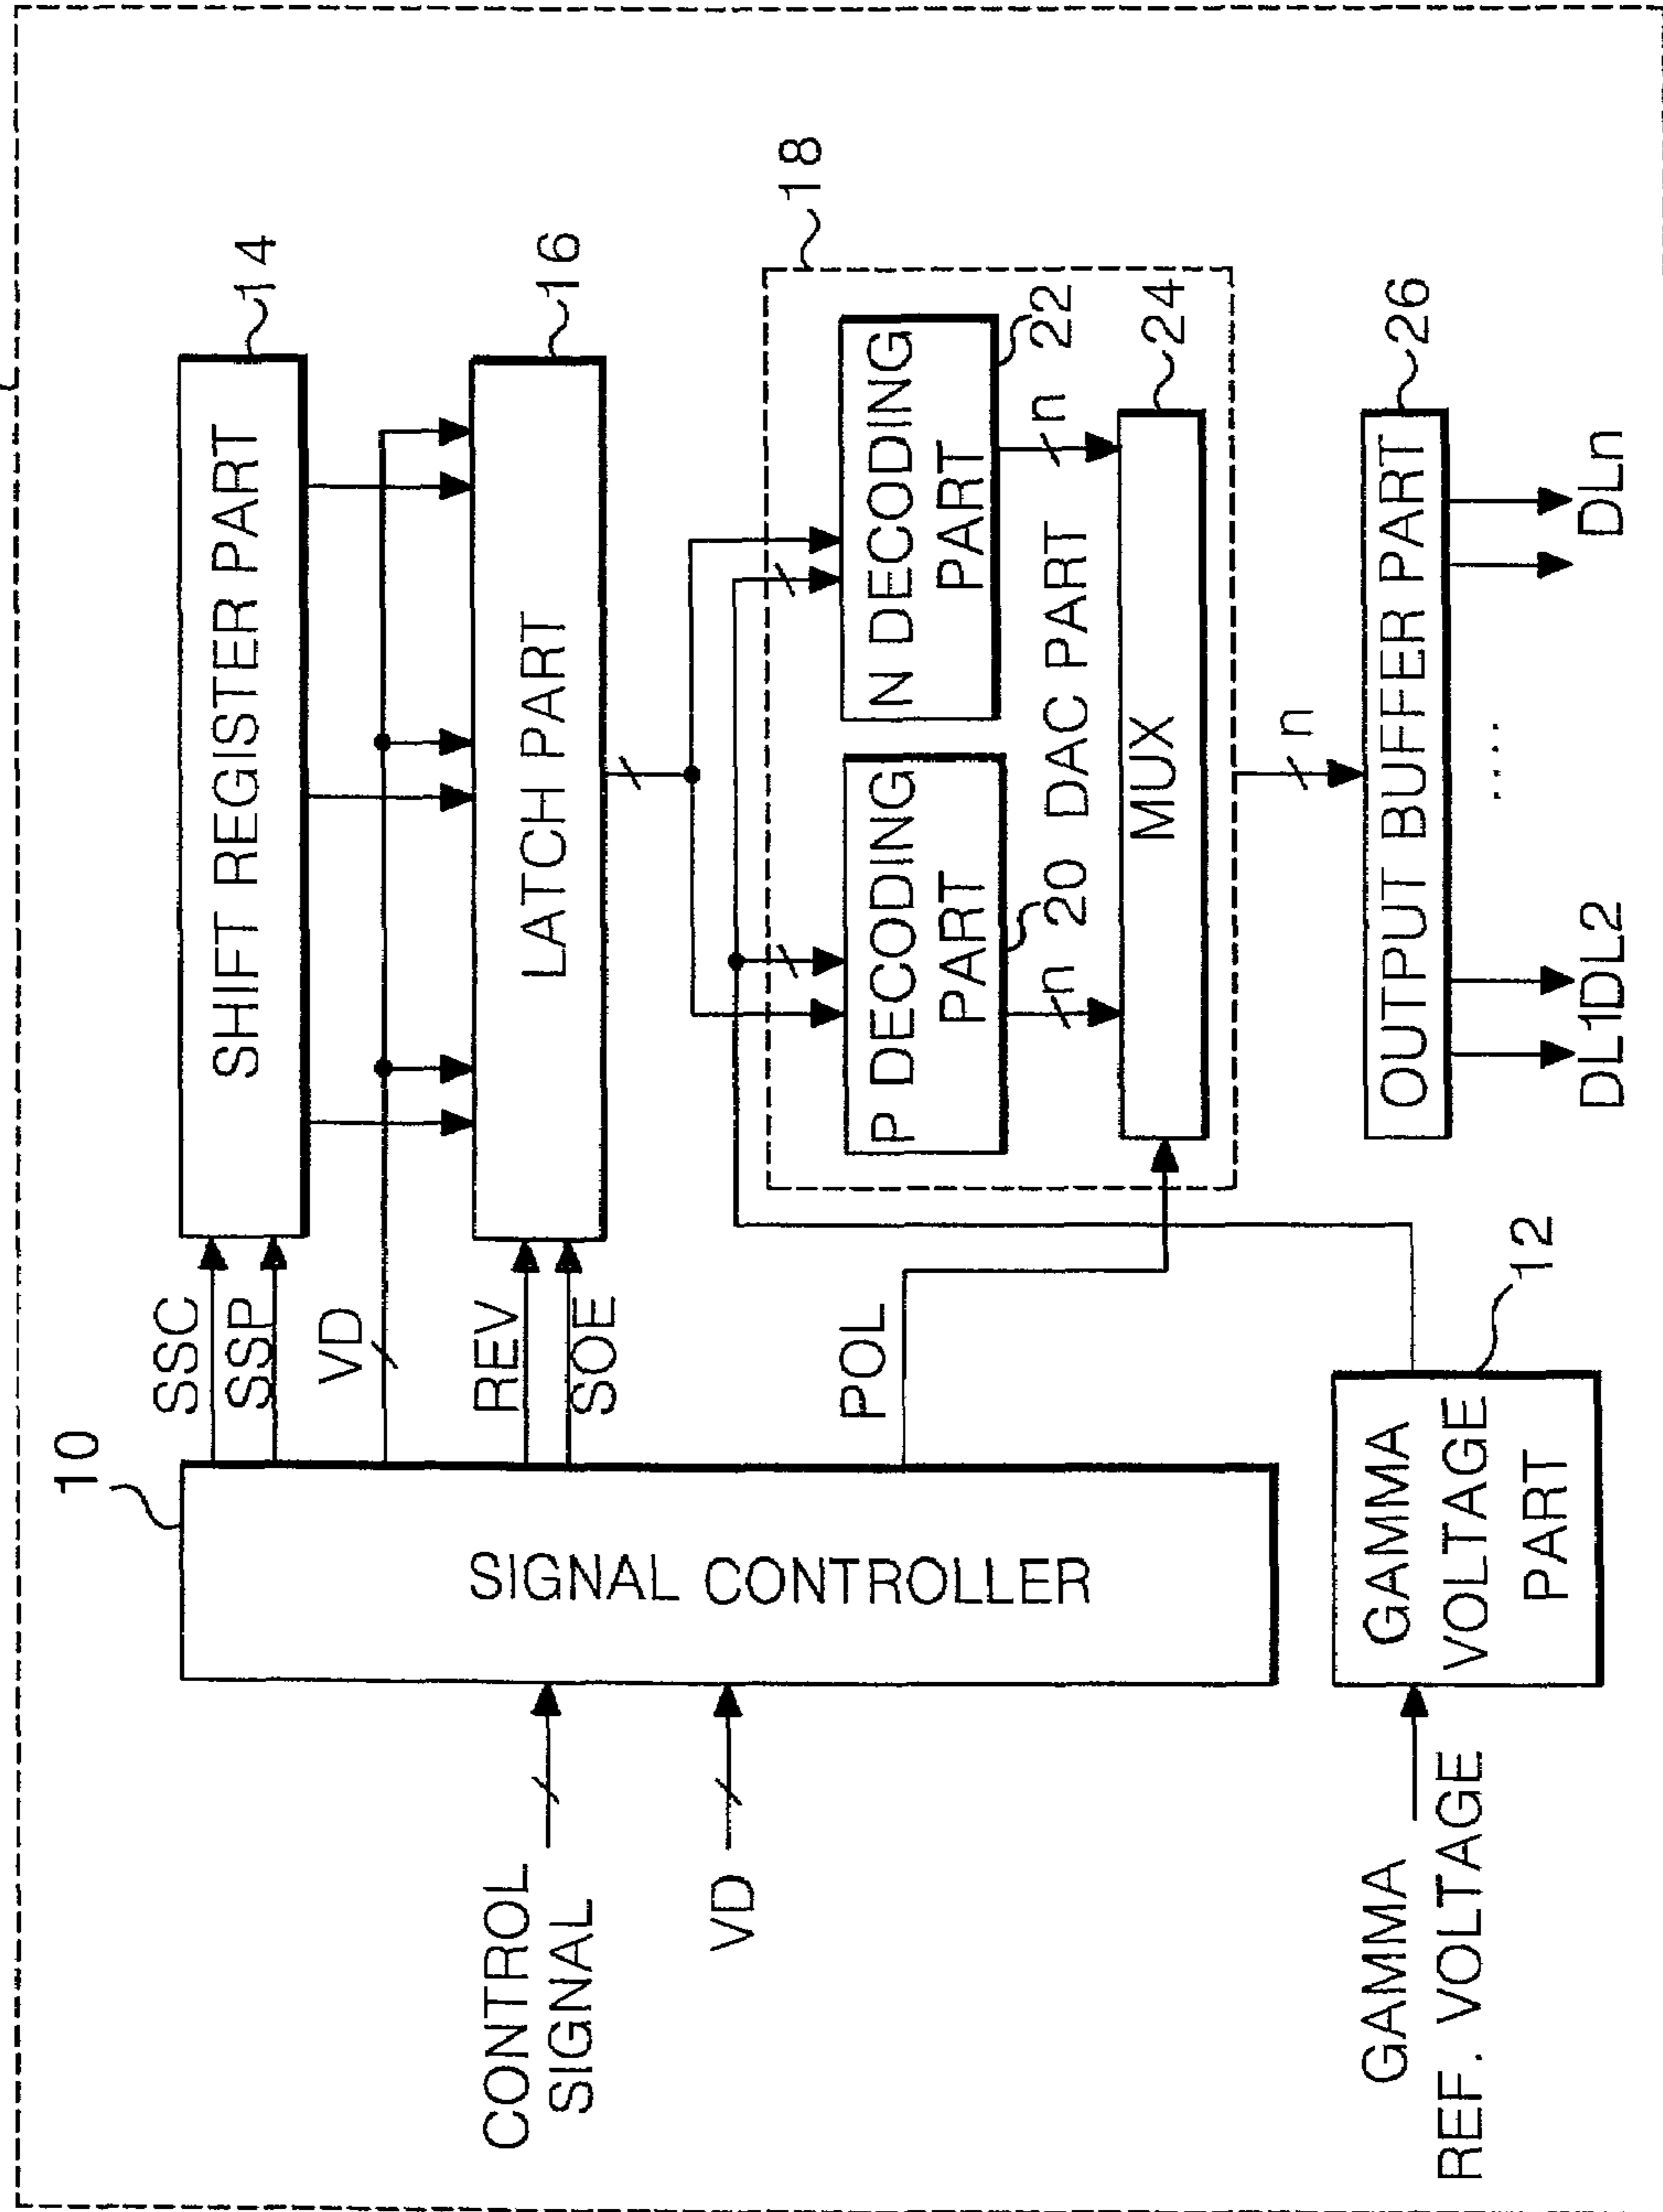 10
SSC
SSP
VD
REV
SOE
POL
SHIFT REGISTER PART
14
LATCH PART
16
18
CONTROL
SIGNAL
VD
SIGNAL CONTROLLER
P DECODING
PART
20
N DECODING
PART
22
n
n
DAC PART
MUX
24
n
GAMMA
REF. VOLTAGE
GAMMA
VOLTAGE
PART
12
OUTPUT BUFFER PART
26
DL1
DL2
....
DLn